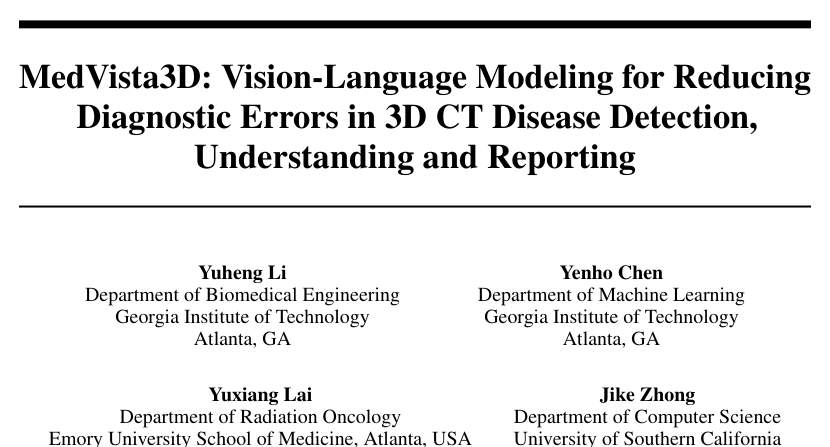 MedVista3D: Vision-Language Modeling for Reducing
Diagnostic Errors in 3D CT Disease Detection,
Understanding and Reporting
Yuheng Li
Department of Biomedical Engineering
Georgia Institute of Technology
Atlanta, GA
Yenho Chen
Department of Machine Learning
Georgia Institute of Technology
Atlanta, GA
Yuxiang Lai
Department of Radiation Oncology
Emory University School of Medicine, Atlanta, USA
Jike Zhong
Department of Computer Science
University of Southern California